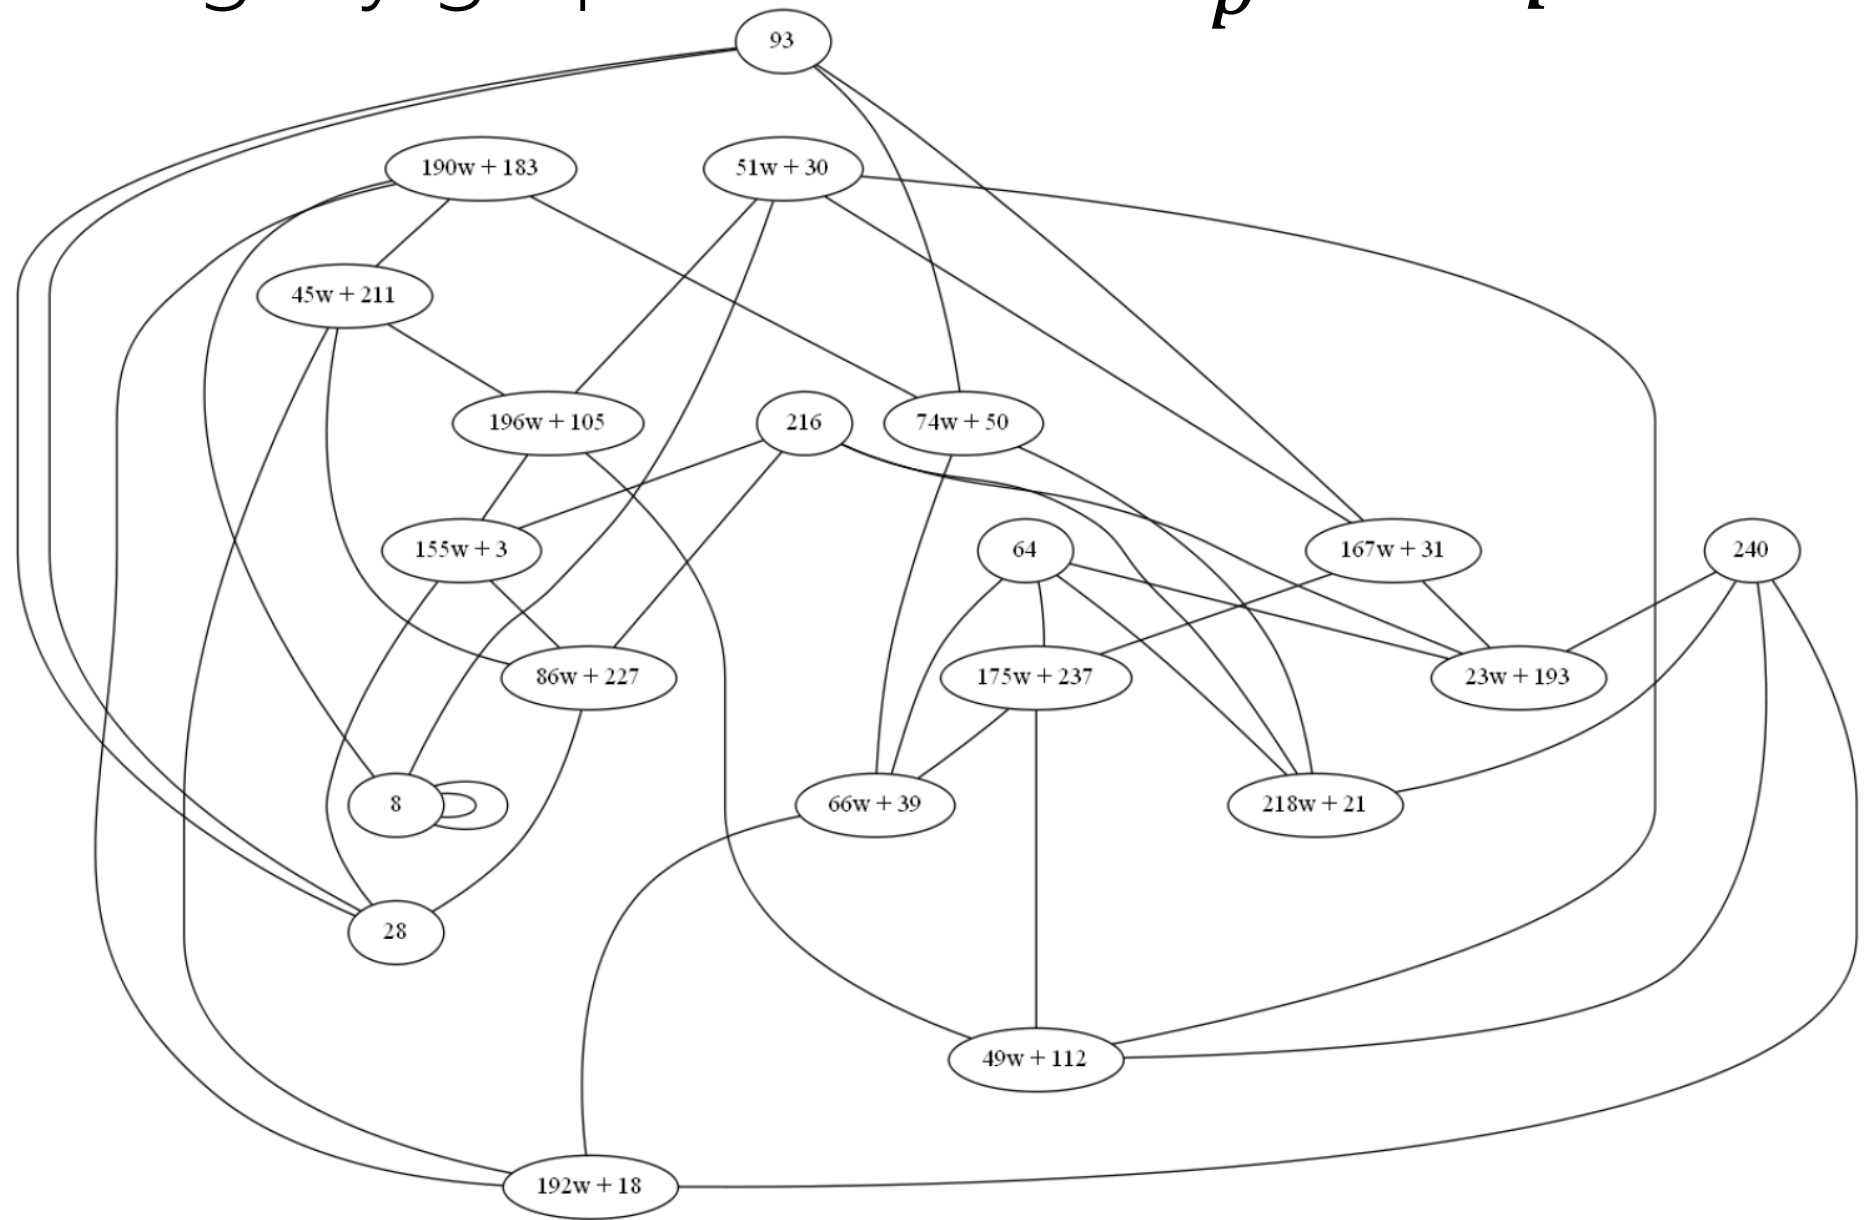 93
190w + 183
51w + 30
45w + 211
196w + 105
216
74w + 50
155w + 3
64
167w + 31
240
86w + 227
175w + 237
23w + 193
8
66w + 39
218w + 21
28
49w + 112
192w + 18